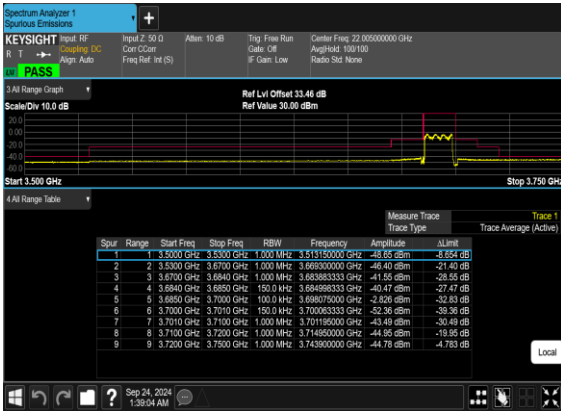 Spectrum Analyzer 1
Spurious Emissions
+
KEYSIGHT Input: RF Input Z: 50 Ω Atten: 10 dB Trig: Free Run Center Freq: 22.005000000 GHz
R T Coupling: DC Corr CCorr Gate: Off Avg|Hold: 100/100
Align: Auto Freq Ref: Int (S) IF Gain: Low Radio Std: None
PASS
3 All Range Graph
Ref Lvl Offset 33.46 dB
Scale/Div 10.0 dB Ref Value 30.00 dBm
20.0
0.00
-20.0
-40.0
-60.0
Start 3.500 GHz Stop 3.750 GHz
4 All Range Table
Measure Trace Trace 1
Trace Type Trace Average (Active)
Spur Range Start Freq Stop Freq RBW Frequency Amplitude ΔLimit
1 1 3.5000 GHz 3.5300 GHz 1.000 MHz 3.513150000 GHz -48.65 dBm -8.654 dB
2 2 3.5300 GHz 3.6700 GHz 1.000 MHz 3.669300000 GHz -46.40 dBm -21.40 dB
3 3 3.6700 GHz 3.6840 GHz 1.000 MHz 3.683883333 GHz -41.55 dBm -28.55 dB
4 4 3.6840 GHz 3.6850 GHz 150.0 kHz 3.684998333 GHz -40.47 dBm -27.47 dB
5 5 3.6850 GHz 3.7000 GHz 100.0 kHz 3.698075000 GHz -2.826 dBm -32.83 dB
6 6 3.7000 GHz 3.7010 GHz 150.0 kHz 3.700063333 GHz -52.36 dBm -39.36 dB
7 7 3.7010 GHz 3.7100 GHz 1.000 MHz 3.701195000 GHz -43.49 dBm -30.49 dB
8 8 3.7100 GHz 3.7200 GHz 1.000 MHz 3.714950000 GHz -44.95 dBm -19.95 dB
9 9 3.7200 GHz 3.7500 GHz 1.000 MHz 3.743900000 GHz -44.78 dBm -4.783 dB
Local
? Sep 24, 2024
1:39:04 AM